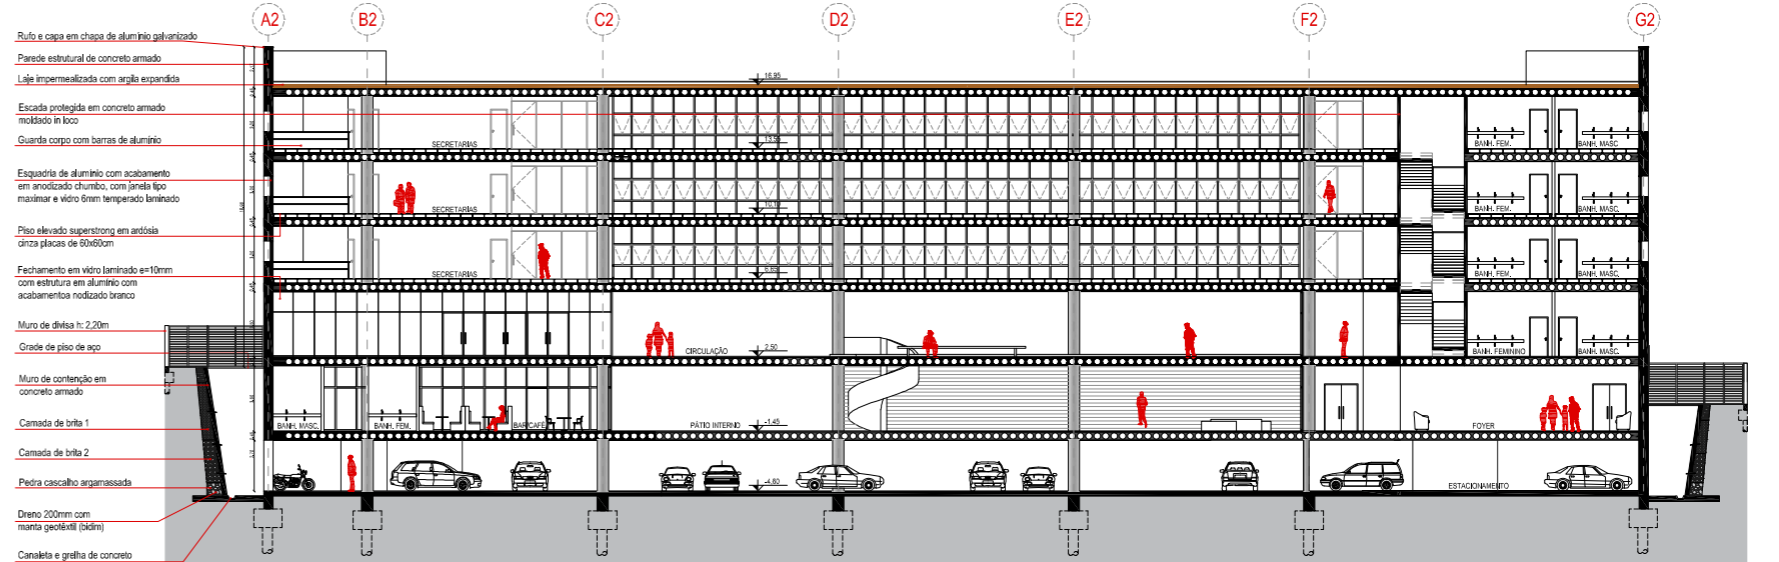 A2 B2 C2 D2 E2 F2 G2
Rufo e capa em chapa de alumínio galvanizado
Parede estrutural de concreto armado
Laje impermealizada com argila expandida
Escada protegida em concreto armado
moldado in loco
Guarda corpo com barras de alumínio
Esquadria de alumínio com acabamento
em anodizado chumbo, com janela tipo
maximar e vidro 6mm temperado laminado
Piso elevado superstrong em ardósia
cinza placas de 60x60cm
Fechamento em vidro laminado e=10mm
com estrutura em alumínio com
acabamentoa nodizado branco
Muro de divisa h: 2,20m
Grade de piso de aço
Muro de contenção em
concreto armado
Camada de brita 1
Camada de brita 2
Pedra cascalho argamassada
Dreno 200mm com
manta geotêxtil (bidim)
Canaleta e grelha de concreto
16,95
SECRETARIAS
13,55
BANH. FEM.
BANH. MASC.
SECRETARIAS
10,10
BANH. FEM.
BANH. MASC.
SECRETARIAS
6,65
BANH. FEM.
BANH. MASC.
CIRCULAÇÃO
2,50
BANH. FEMININO
BANH. MASC.
BANH. MASC.
BANH. FEM.
BAR/CAFÉ
PÁTIO INTERNO
-1,45
FOYER
-4,80
ESTACIONAMENTO